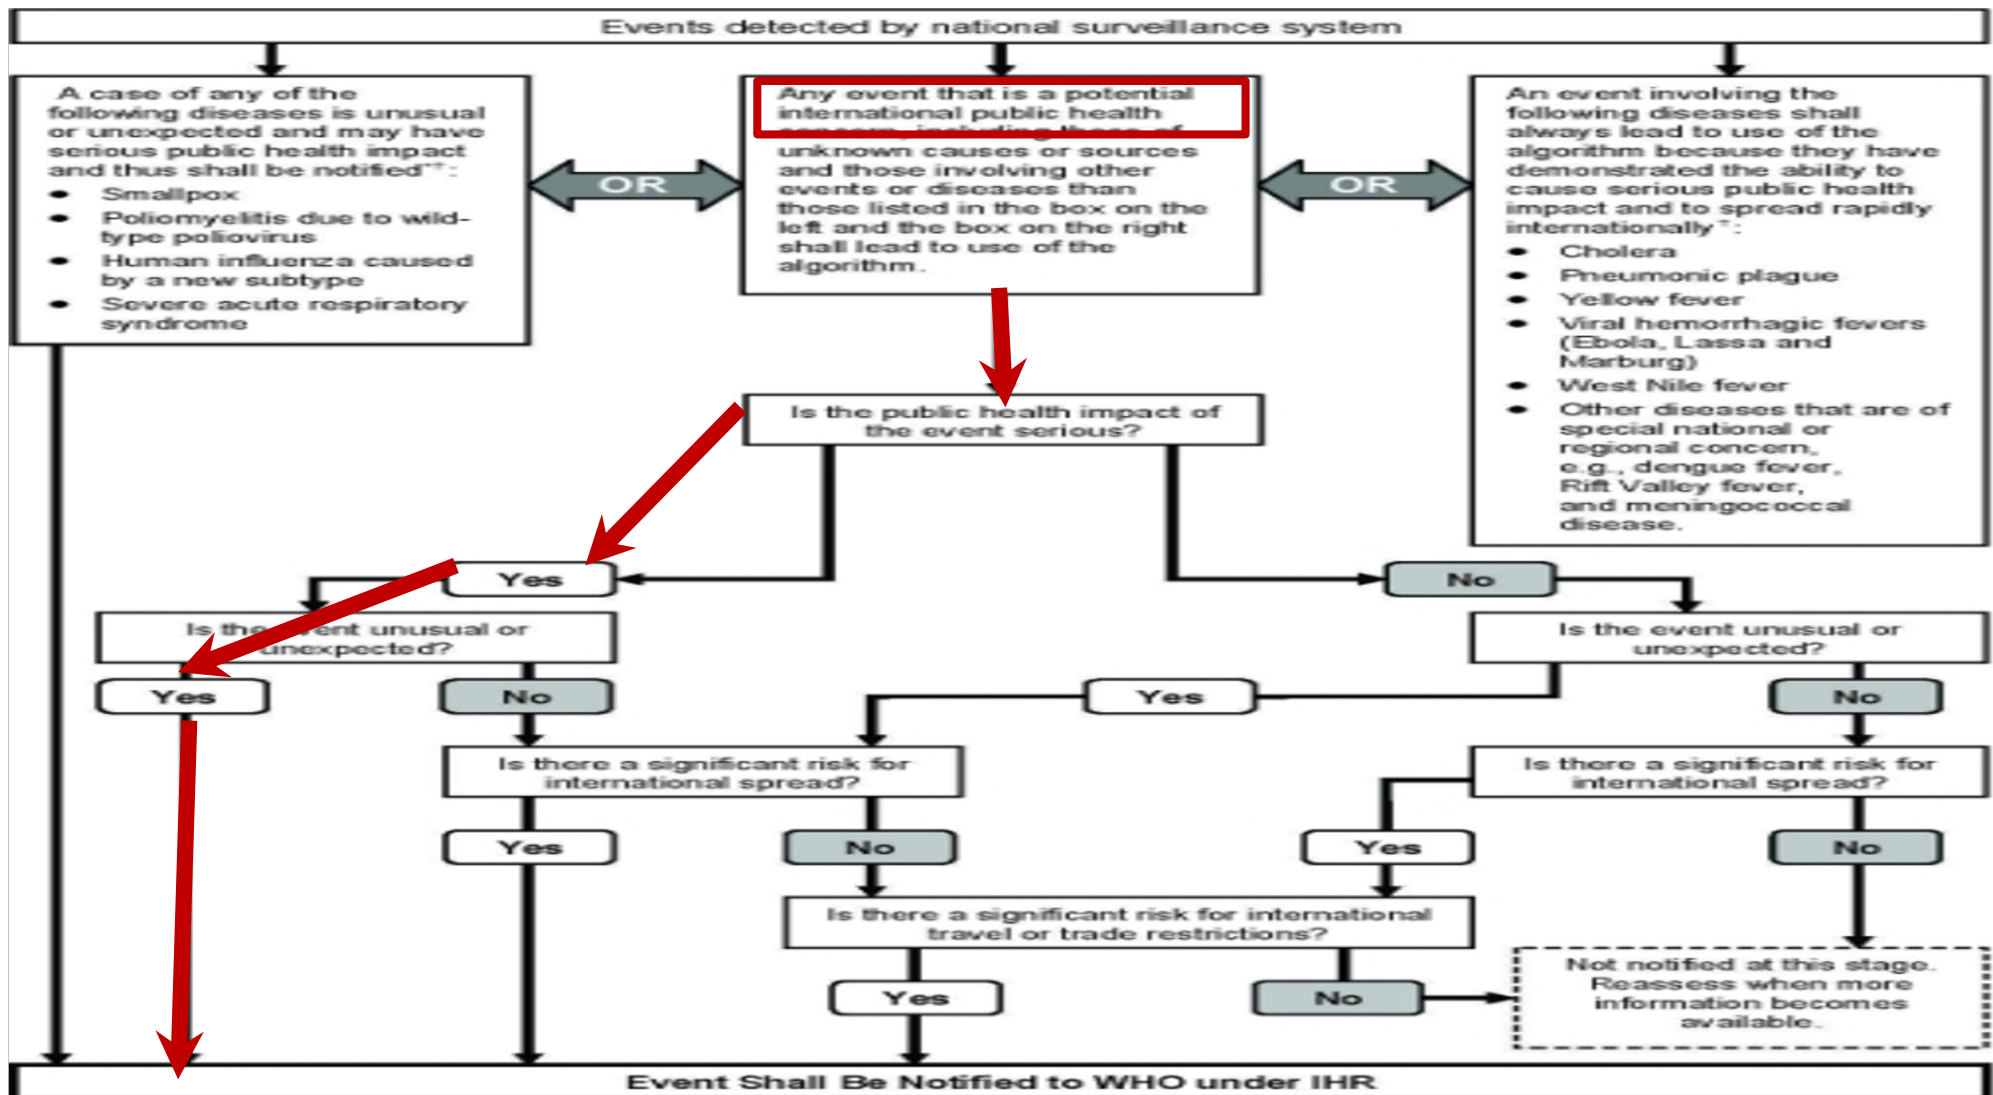 Events detected by national surveillance system
A case of any of the
following diseases is unusual
or unexpected and may have
serious public health impact
and thus shall be notified*†:
• Smallpox
• Poliomyelitis due to wild-
type poliovirus
• Human influenza caused
by a new subtype
• Severe acute respiratory
syndrome
OR
Any event that is a potential
international public health
concern, including those of
unknown causes or sources
and those involving other
events or diseases than
those listed in the box on the
left and the box on the right
shall lead to use of the
algorithm.
OR
An event involving the
following diseases shall
always lead to use of the
algorithm because they have
demonstrated the ability to
cause serious public health
impact and to spread rapidly
internationally†:
• Cholera
• Pneumonic plague
• Yellow fever
• Viral hemorrhagic fevers
(Ebola, Lassa and
Marburg)
• West Nile fever
• Other diseases that are of
special national or
regional concern,
e.g., dengue fever,
Rift Valley fever,
and meningococcal
disease.
Is the public health impact of
the event serious?
Yes
No
Is the event unusual or
unexpected?
Is the event unusual or
unexpected?
Yes
No
Yes
No
Is there a significant risk for
international spread?
Is there a significant risk for
international spread?
Yes
No
Yes
No
Is there a significant risk for international
travel or trade restrictions?
Yes
No
Not notified at this stage.
Reassess when more
information becomes
available.
Event Shall Be Notified to WHO under IHR